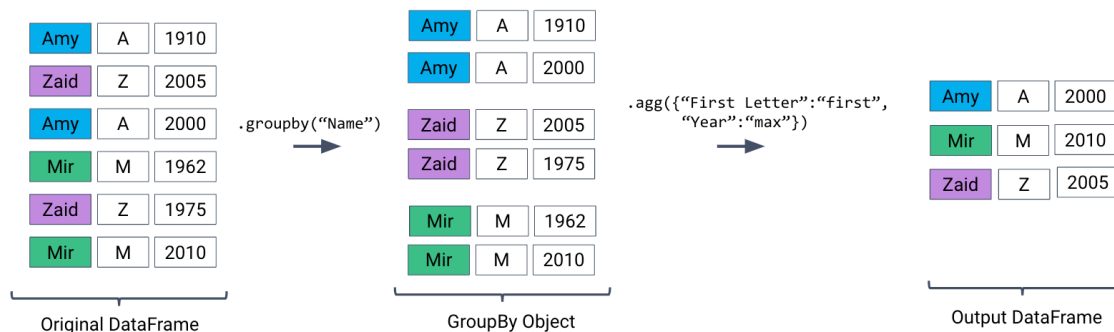 Amy A 1910
Zaid Z 2005
Amy A 2000
Mir M 1962
Zaid Z 1975
Mir M 2010
Original DataFrame
.groupby(“Name”)
Amy A 1910
Amy A 2000
Zaid Z 2005
Zaid Z 1975
Mir M 1962
Mir M 2010
GroupBy Object
.agg({“First Letter”:“first”,
“Year”:“max”})
Amy A 2000
Mir M 2010
Zaid Z 2005
Output DataFrame